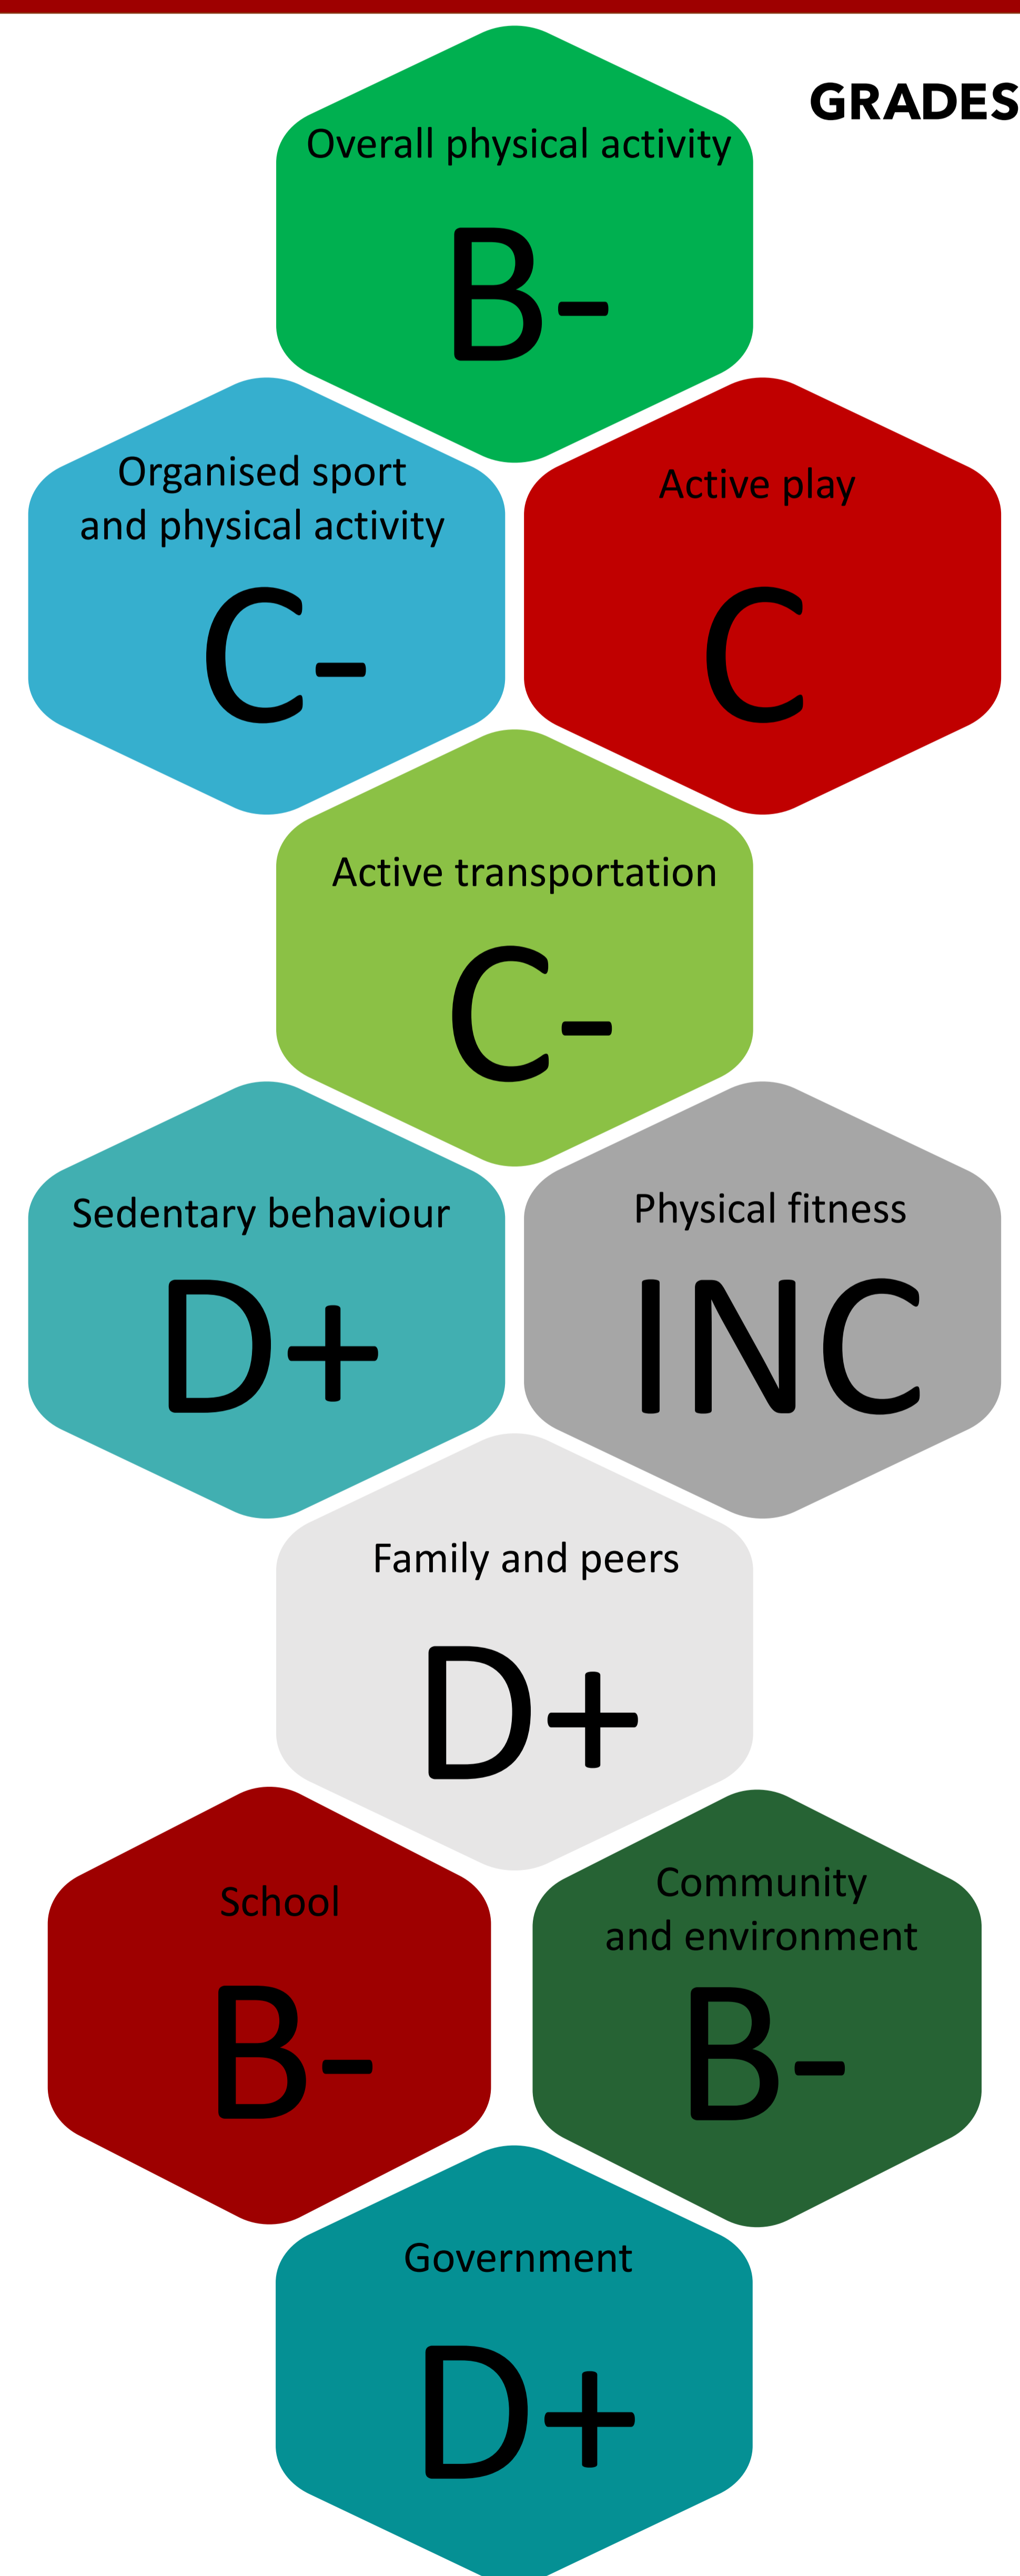 GRADES
Overall physical activity
B-
Organised sport
and physical activity
C-
Active play
C
Active transportation
C-
Sedentary behaviour
D+
Physical fitness
INC
Family and peers
D+
School
B-
Community
and environment
B-
Government
D+